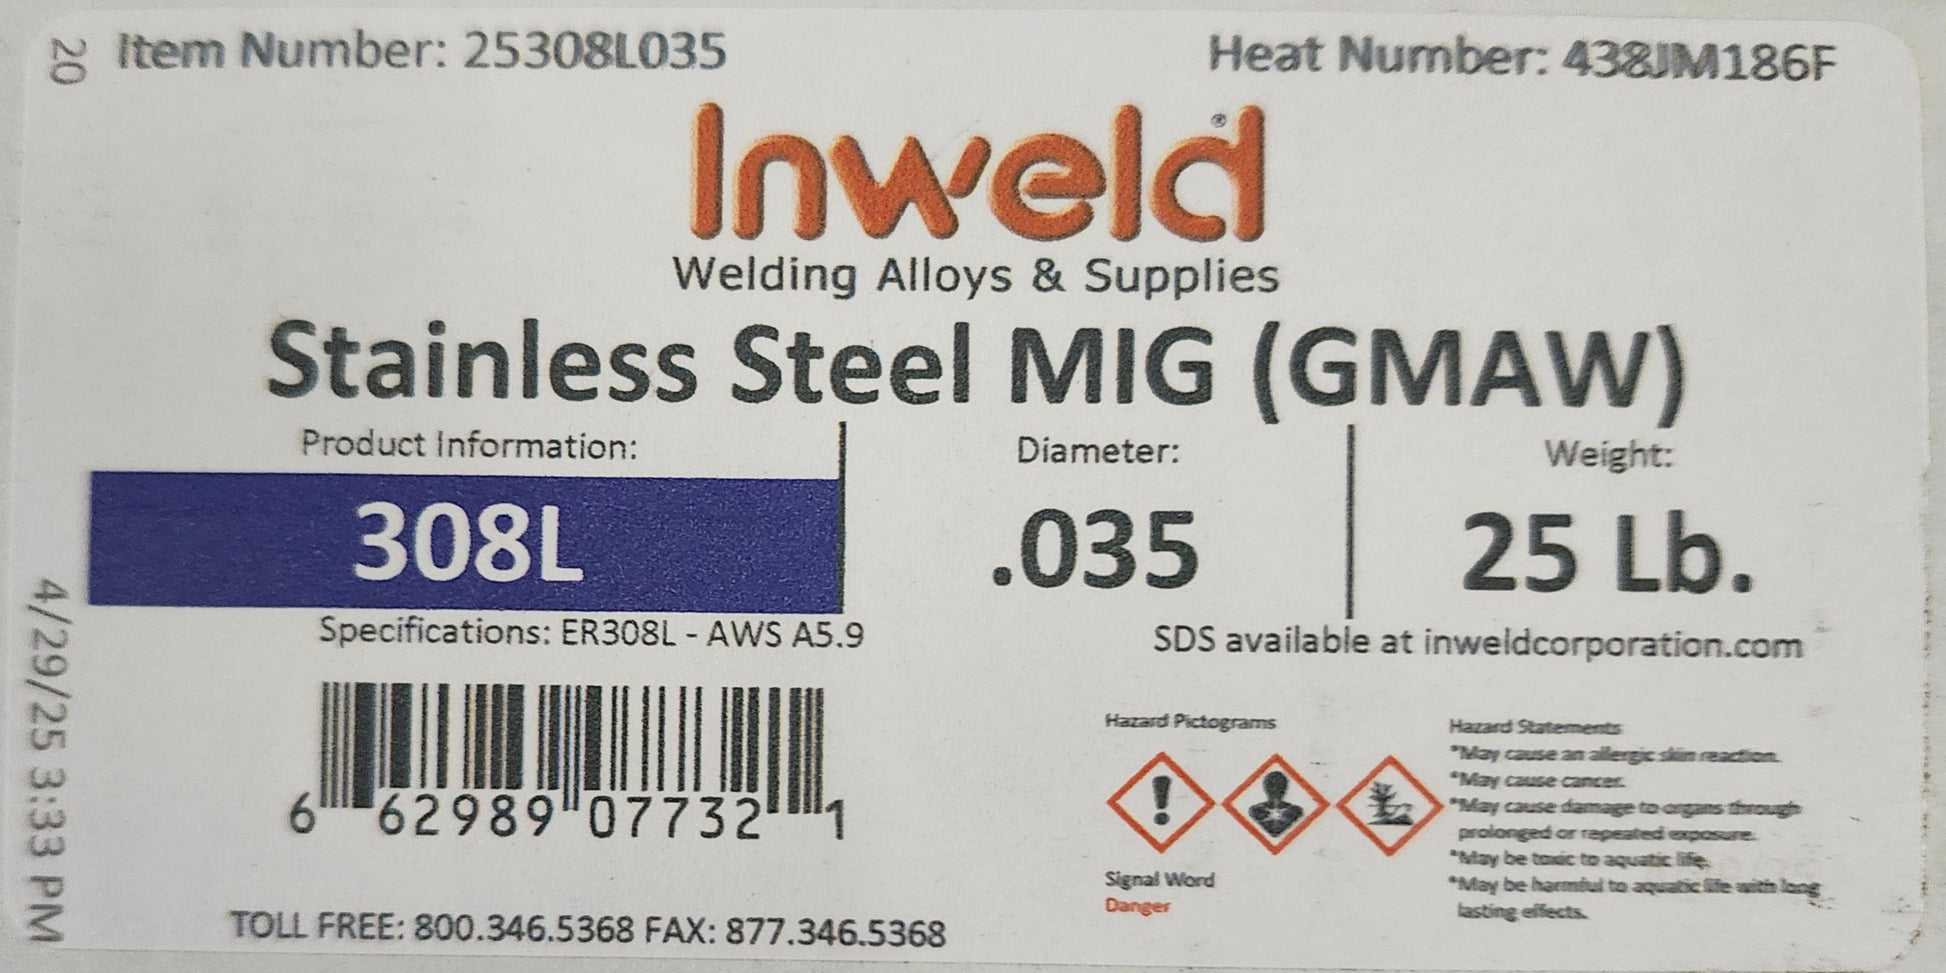 20
Item Number: 25308L035
Heat Number: 438JM186F
Inweld®
Welding Alloys & Supplies
Stainless Steel MIG (GMAW)
Product Information:
308L
Diameter:
.035
Weight:
25 Lb.
Specifications: ER308L - AWS A5.9
SDS available at inweldcorporation.com
6 62989 07732 1
Hazard Pictograms
Signal Word
Danger
Hazard Statements
*May cause an allergic skin reaction.
*May cause cancer.
*May cause damage to organs through
prolonged or repeated exposure.
*May be toxic to aquatic life.
*May be harmful to aquatic life with long
lasting effects.
TOLL FREE: 800.346.5368 FAX: 877.346.5368
4/29/25 3:33 PM